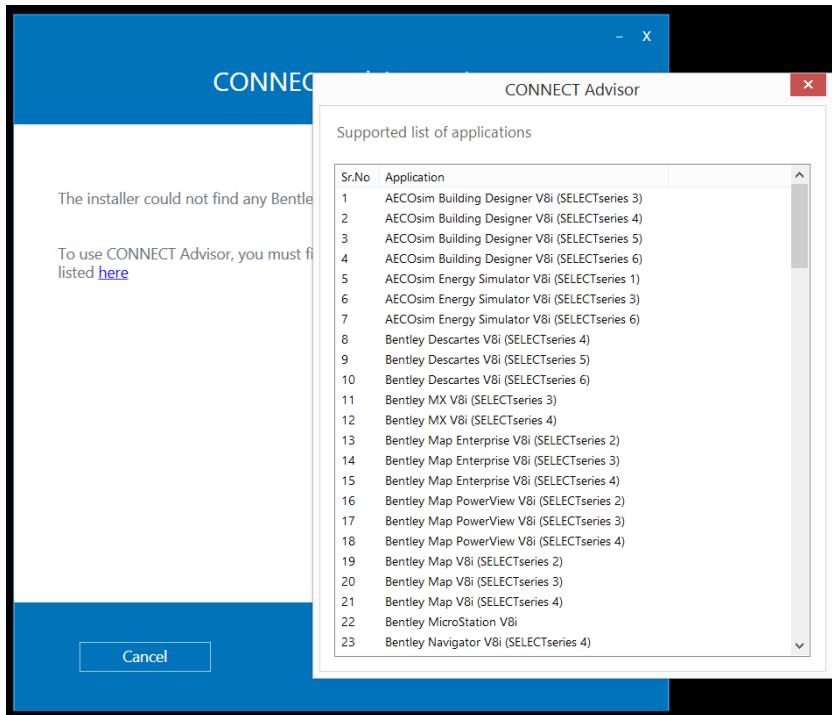 – X
CONNEC
The installer could not find any Bentle
To use CONNECT Advisor, you must fi
listed here
Cancel
CONNECT Advisor
Supported list of applications
Sr.No Application
1 AECOsim Building Designer V8i (SELECTseries 3)
2 AECOsim Building Designer V8i (SELECTseries 4)
3 AECOsim Building Designer V8i (SELECTseries 5)
4 AECOsim Building Designer V8i (SELECTseries 6)
5 AECOsim Energy Simulator V8i (SELECTseries 1)
6 AECOsim Energy Simulator V8i (SELECTseries 3)
7 AECOsim Energy Simulator V8i (SELECTseries 6)
8 Bentley Descartes V8i (SELECTseries 4)
9 Bentley Descartes V8i (SELECTseries 5)
10 Bentley Descartes V8i (SELECTseries 6)
11 Bentley MX V8i (SELECTseries 3)
12 Bentley MX V8i (SELECTseries 4)
13 Bentley Map Enterprise V8i (SELECTseries 2)
14 Bentley Map Enterprise V8i (SELECTseries 3)
15 Bentley Map Enterprise V8i (SELECTseries 4)
16 Bentley Map PowerView V8i (SELECTseries 2)
17 Bentley Map PowerView V8i (SELECTseries 3)
18 Bentley Map PowerView V8i (SELECTseries 4)
19 Bentley Map V8i (SELECTseries 2)
20 Bentley Map V8i (SELECTseries 3)
21 Bentley Map V8i (SELECTseries 4)
22 Bentley MicroStation V8i
23 Bentley Navigator V8i (SELECTseries 4)